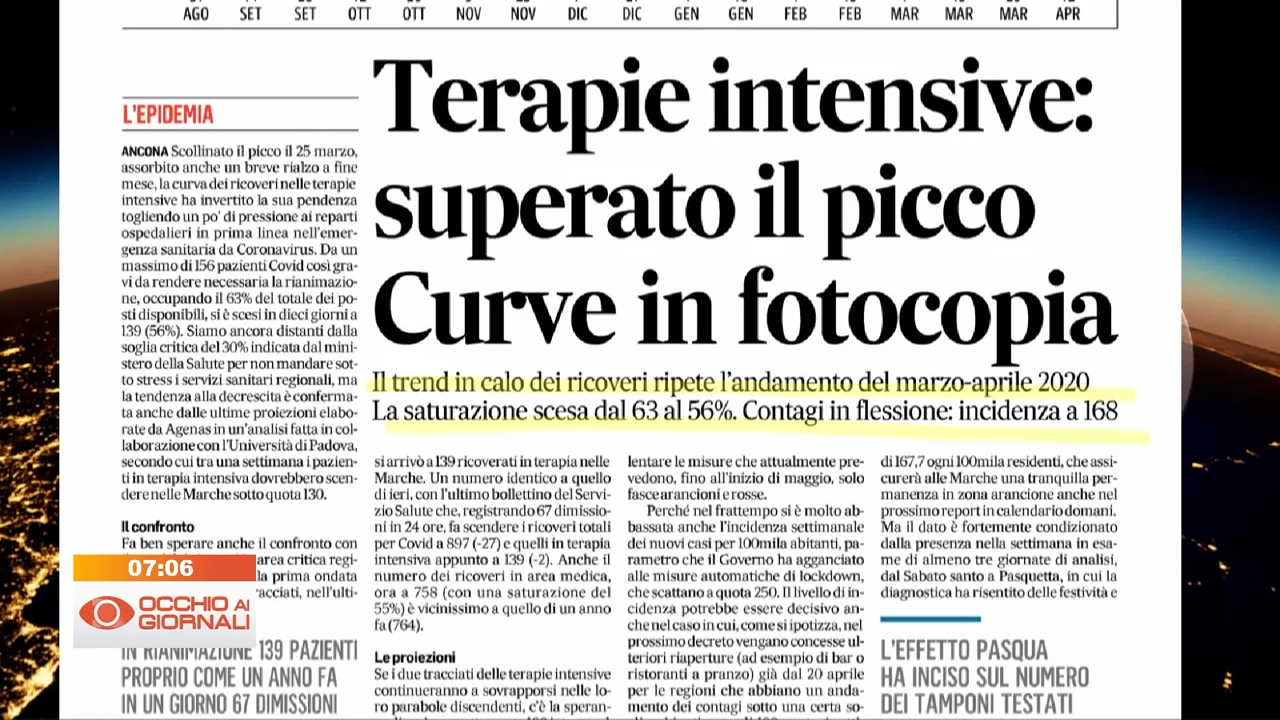 AGO SET SET OTT OTT NOV NOV DIC DIC GEN GEN FEB FEB MAR MAR MAR APR
Terapie intensive:
superato il picco
Curve in fotocopia
Il trend in calo dei ricoveri ripete l'andamento del marzo-aprile 2020
La saturazione scesa dal 63 al 56%. Contagi in flessione: incidenza a 168
L'EPIDEMIA
ANCONA Scollinato il picco il 25 marzo,
assorbito anche un breve rialzo a fine
mese, la curva dei ricoveri nelle terapie
intensive ha invertito la sua pendenza
togliendo un po' di pressione ai reparti
ospedalieri in prima linea nell'emer-
genza sanitaria da Coronavirus. Da un
massimo di 156 pazienti Covid così gra-
vi da rendere necessaria la rianimazio-
ne, occupando il 63% del totale dei po-
sti disponibili, si è scesi in dieci giorni a
139 (56%). Siamo ancora distanti dalla
soglia critica del 30% indicata dal mini-
stero della Salute per non mandare sot-
to stress i servizi sanitari regionali, ma
la tendenza alla decrescita è conferma-
ta anche dalle ultime proiezioni elabo-
rate da Agenas in un'analisi fatta in col-
laborazione con l'Università di Padova,
secondo cui tra una settimana i pazien-
ti in terapia intensiva dovrebbero scen-
dere nelle Marche sotto quota 130.
Il confronto
Fa ben sperare anche il confronto con
area critica regi-
la prima ondata
racciati, nell'ulti-
07:06
OCCHIO AI
GIORNALI
IN RIANIMAZIONE 139 PAZIENTI
PROPRIO COME UN ANNO FA
IN UN GIORNO 67 DIMISSIONI
si arrivò a 139 ricoverati in terapia nelle
Marche. Un numero identico a quello
di ieri, con l'ultimo bollettino del Servi-
zio Salute che, registrando 67 dimissio-
ni in 24 ore, fa scendere i ricoveri totali
per Covid a 897 (-27) e quelli in terapia
intensiva appunto a 139 (-2). Anche il
numero dei ricoveri in area medica,
ora a 758 (con una saturazione del
55%) è vicinissimo a quello di un anno
fa (764).
Le proiezioni
Se i due tracciati delle terapie intensive
continueranno a sovrapporsi nelle lo-
ro parabole discendenti, c'è la speran-
lentare le misure che attualmente pre-
vedono, fino all'inizio di maggio, solo
fasce arancioni e rosse.
Perché nel frattempo si è molto ab-
bassata anche l'incidenza settimanale
dei nuovi casi per 100mila abitanti, pa-
rametro che il Governo ha agganciato
alle misure automatiche di lockdown,
che scattano a quota 250. Il livello di in-
cidenza potrebbe essere decisivo an-
che nel caso in cui, come si ipotizza, nel
prossimo decreto vengano concesse ul-
teriori riaperture (ad esempio di bar o
ristoranti a pranzo) già dal 20 aprile
per le regioni che abbiano un anda-
mento dei contagi sotto una certa so-
di 167,7 ogni 100mila residenti, che assi-
curerà alle Marche una tranquilla per-
manenza in zona arancione anche nel
prossimo report in calendario domani.
Ma il dato è fortemente condizionato
dalla presenza nella settimana in esa-
me di almeno tre giornate di analisi,
dal Sabato santo a Pasquetta, in cui la
diagnostica ha risentito delle festività e
L'EFFETTO PASQUA
HA INCISO SUL NUMERO
DEI TAMPONI TESTATI